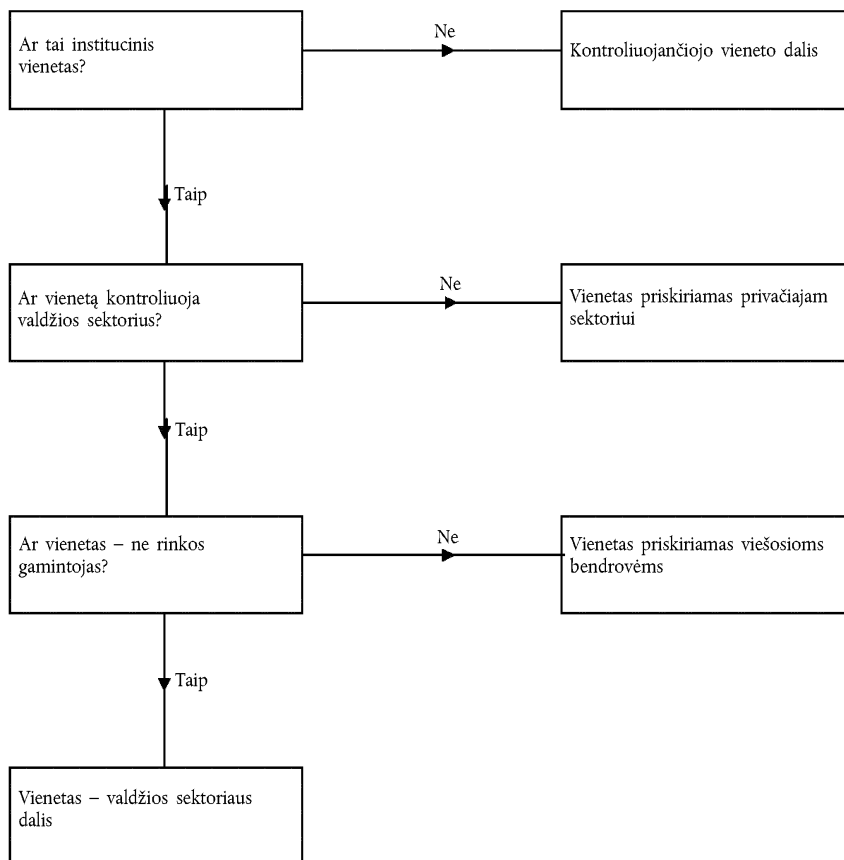 Ar tai institucinis
vienetas?
Ne
Kontroliuojančiojo vieneto dalis
Taip
Ar vienetą kontroliuoja
valdžios sektorius?
Ne
Vienetas priskiriamas privačiajam
sektoriui
Taip
Ar vienetas – ne rinkos
gamintojas?
Ne
Vienetas priskiriamas viešosioms
bendrovėms
Taip
Vienetas – valdžios sektoriaus
dalis